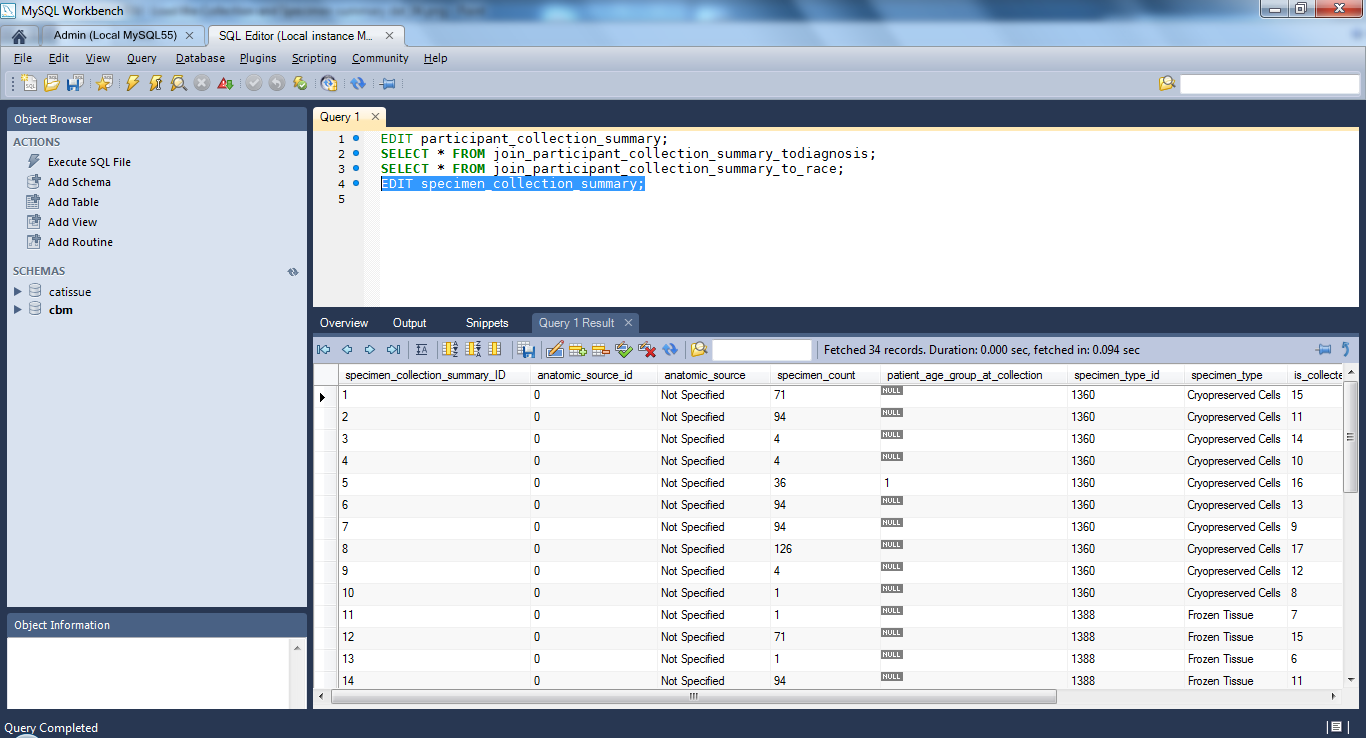 MySQL Workbench
Admin (Local MySQL55)
SQL Editor (Local instance M...
File Edit View Query Database Plugins Scripting Community Help
Object Browser
ACTIONS
Execute SQL File
Add Schema
Add Table
Add View
Add Routine
SCHEMAS
catissue
cbm
Object Information
Query 1
1 EDIT participant_collection_summary;
2 SELECT * FROM join_participant_collection_summary_todiagnosis;
3 SELECT * FROM join_participant_collection_summary_to_race;
4 EDIT specimen_collection_summary;
5
Overview Output Snippets Query 1 Result
Fetched 34 records. Duration: 0.000 sec, fetched in: 0.094 sec
specimen_collection_summary_ID anatomic_source_id anatomic_source specimen_count patient_age_group_at_collection specimen_type_id specimen_type is_collecte
1 0 Not Specified 71 NULL 1360 Cryopreserved Cells 15
2 0 Not Specified 94 NULL 1360 Cryopreserved Cells 11
3 0 Not Specified 4 NULL 1360 Cryopreserved Cells 14
4 0 Not Specified 4 NULL 1360 Cryopreserved Cells 10
5 0 Not Specified 36 1 1360 Cryopreserved Cells 16
6 0 Not Specified 94 NULL 1360 Cryopreserved Cells 13
7 0 Not Specified 94 NULL 1360 Cryopreserved Cells 9
8 0 Not Specified 126 NULL 1360 Cryopreserved Cells 17
9 0 Not Specified 4 NULL 1360 Cryopreserved Cells 12
10 0 Not Specified 1 NULL 1360 Cryopreserved Cells 8
11 0 Not Specified 1 NULL 1388 Frozen Tissue 7
12 0 Not Specified 71 NULL 1388 Frozen Tissue 15
13 0 Not Specified 1 NULL 1388 Frozen Tissue 6
14 0 Not Specified 94 NULL 1388 Frozen Tissue 11
Query Completed